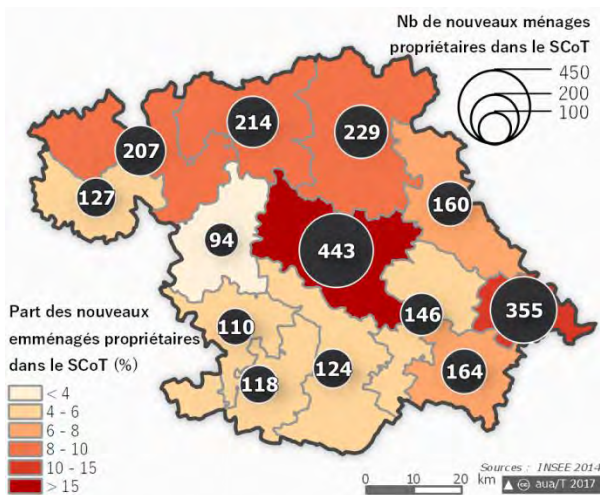 Nb de nouveaux ménages
propriétaires dans le SCoT
450
200
100
214
229
207
127
160
94
443
355
146
110
124
118
164
Part des nouveaux
emménagés propriétaires
dans le SCoT (%)
< 4
4 - 6
6 - 8
8 - 10
10 - 15
> 15
0 10 20 km
Sources : INSEE 2014
cc aua/T 2017